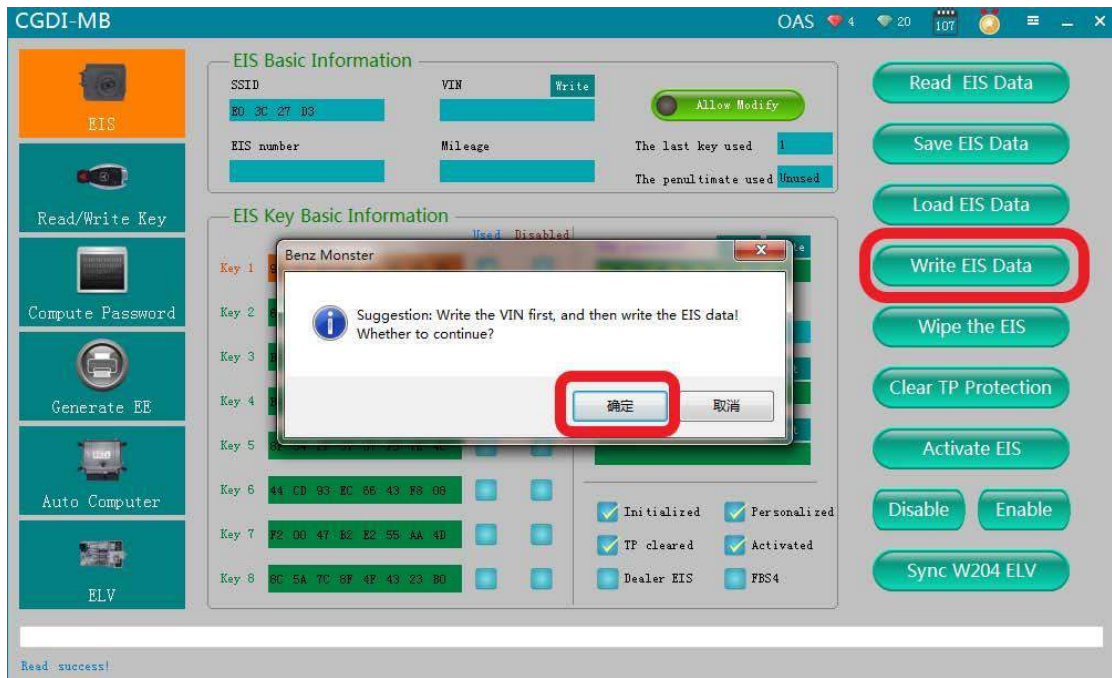 CGDI-MB
OAS 4 20 107
EIS
Read/Write Key
Compute Password
Generate EE
Auto Computer
ELV
EIS Basic Information
SSID
E0 3C 27 D3
VIN
Write
EIS number
Mileage
Allow Modify
The last key used 1
The penultimate used Unused
EIS Key Basic Information
Used Disabled
Key 1
Key 2
Key 3
Key 4
Key 5
Key 6 44 CD 93 EC 66 43 F8 08
Key 7 F2 00 47 B2 E2 55 AA 4D
Key 8 8C 5A 7C 8F 4F 43 23 B0
Benz Monster
Suggestion: Write the VIN first, and then write the EIS data!
Whether to continue?
确定
取消
Initialized
Personalized
TP cleared
Activated
Dealer EIS
FBS4
Read EIS Data
Save EIS Data
Load EIS Data
Write EIS Data
Wipe the EIS
Clear TP Protection
Activate EIS
Disable
Enable
Sync W204 ELV
Read success!